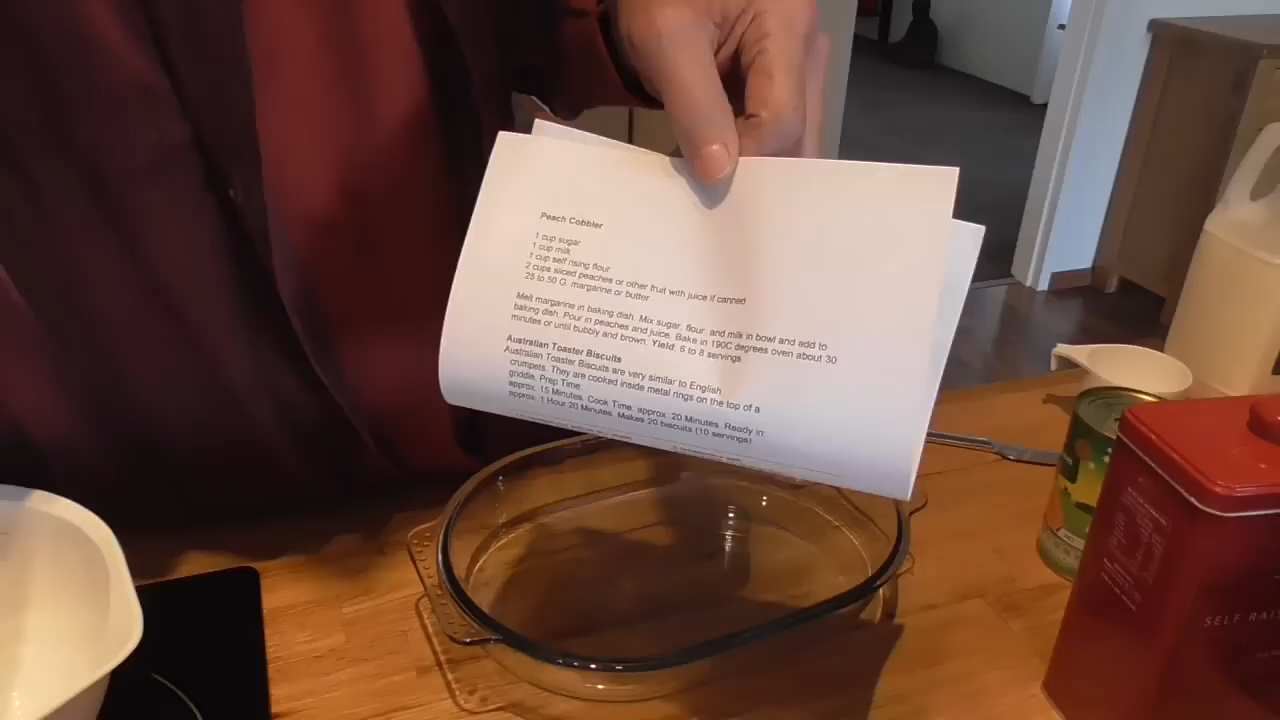 Peach Cobbler
1 cup sugar
1 cup milk
1 cup self rising flour
2 cups sliced peaches or other fruit with juice if canned
25 to 50 G. margarine or butter
Melt margarine in baking dish. Mix sugar, flour, and milk in bowl and add to
baking dish. Pour in peaches and juice. Bake in 190C degrees oven about 30
minutes or until bubbly and brown. Yield: 6 to 8 servings
Australian Toaster Biscuits
Australian Toaster Biscuits are very similar to English
crumpets. They are cooked inside metal rings on the top of a
griddle. Prep Time:
approx. 15 Minutes. Cook Time: approx. 20 Minutes. Ready in:
approx. 1 Hour 20 Minutes. Makes 20 biscuits (10 servings)
SELF RAIS